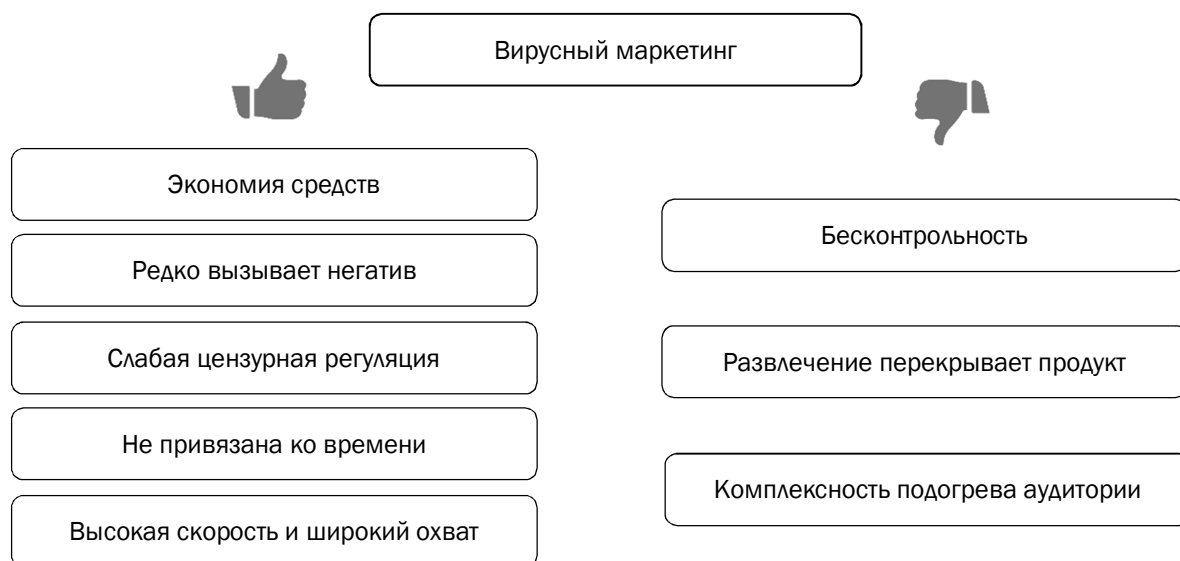 Вирусный маркетинг
Экономия средств
Редко вызывает негатив
Слабая цензурная регуляция
Не привязана ко времени
Высокая скорость и широкий охват
Бесконтрольность
Развлечение перекрывает продукт
Комплексность подогрева аудитории